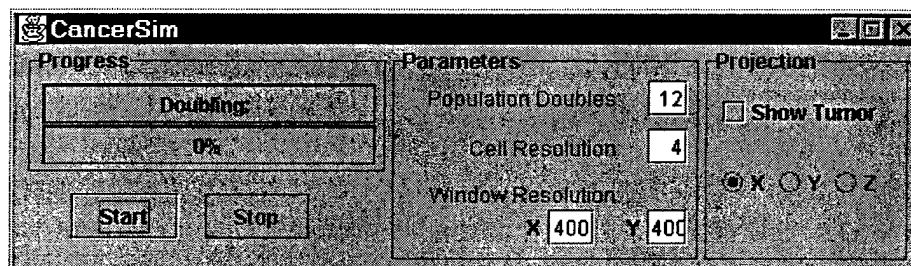 CancerSim
Progress
Doubling:
0%
Start Stop
Parameters
Population Doubles: 12
Cell Resolution: 4
Window Resolution:
X 400 Y 400
Projection
Show Tumor
X Y Z